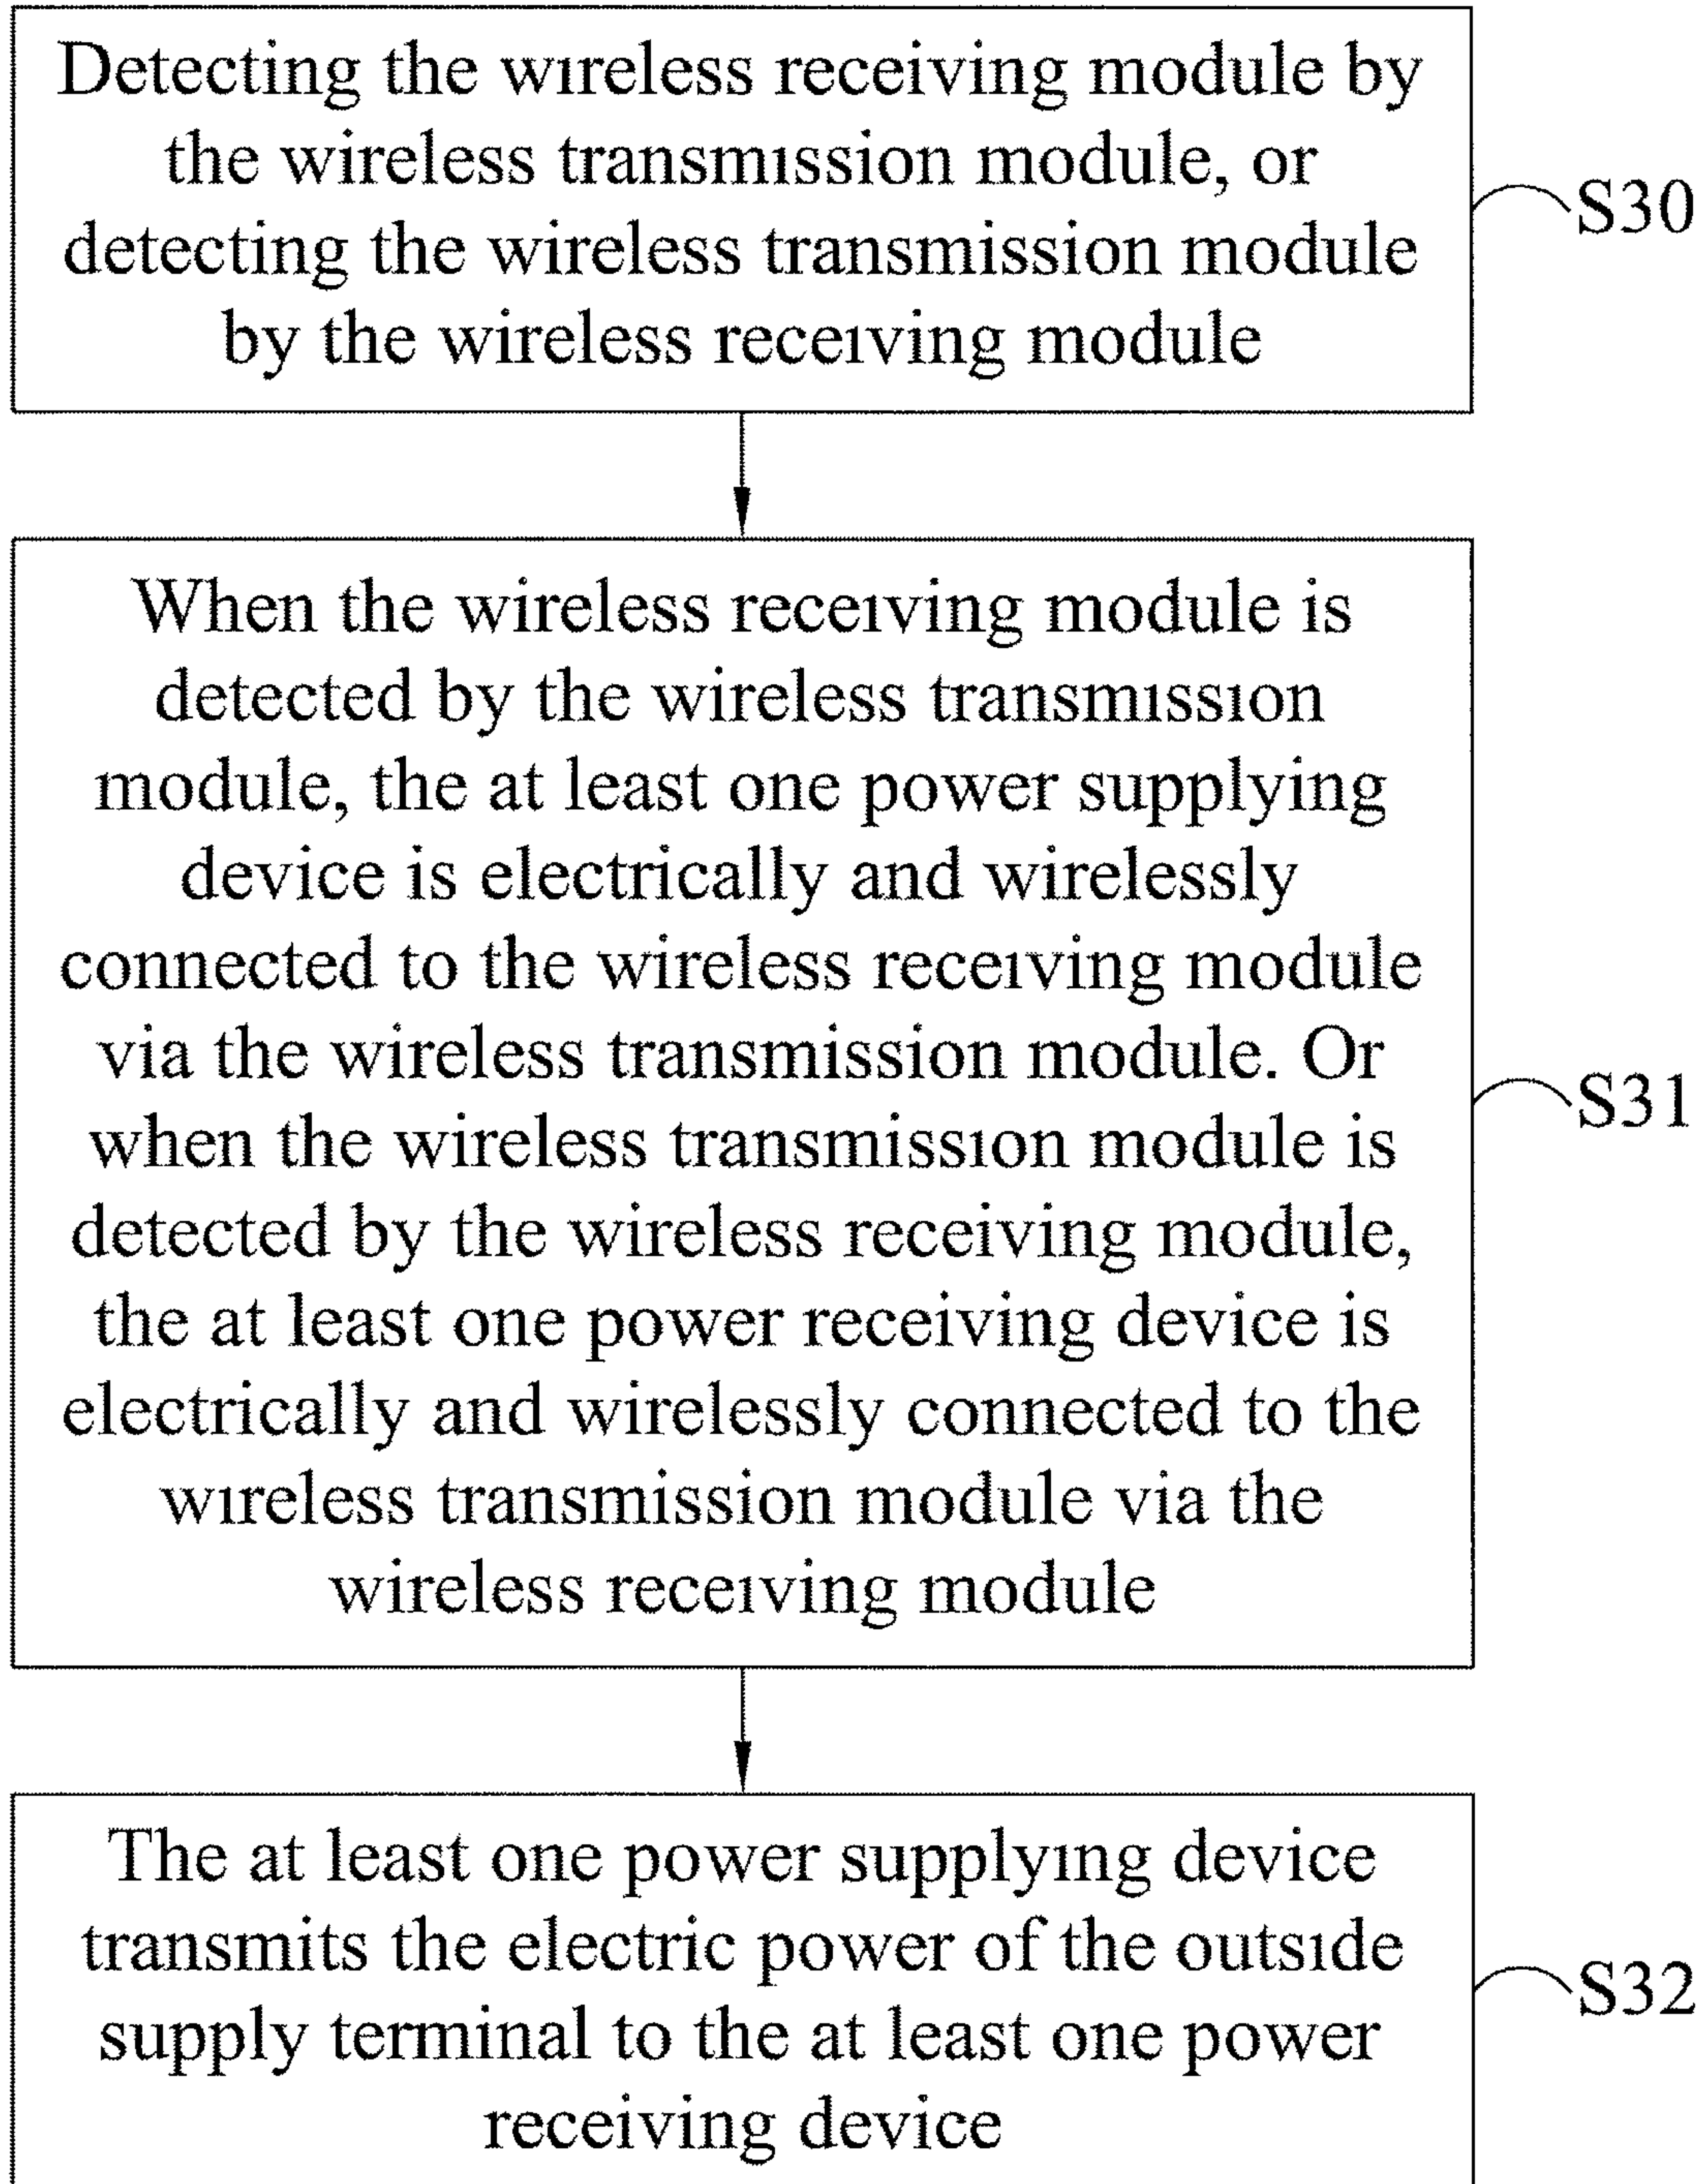 Detecting the wireless receiving module by
the wireless transmission module, or
detecting the wireless transmission module
by the wireless receiving module
S30
When the wireless receiving module is
detected by the wireless transmission
module, the at least one power supplying
device is electrically and wirelessly
connected to the wireless receiving module
via the wireless transmission module. Or
when the wireless transmission module is
detected by the wireless receiving module,
the at least one power receiving device is
electrically and wirelessly connected to the
wireless transmission module via the
wireless receiving module
S31
The at least one power supplying device
transmits the electric power of the outside
supply terminal to the at least one power
receiving device
S32